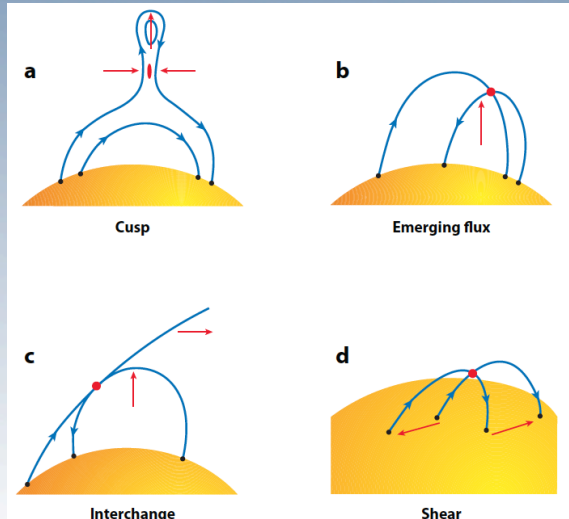 a
b
Cusp
Emerging flux
c
d
Interchange
Shear